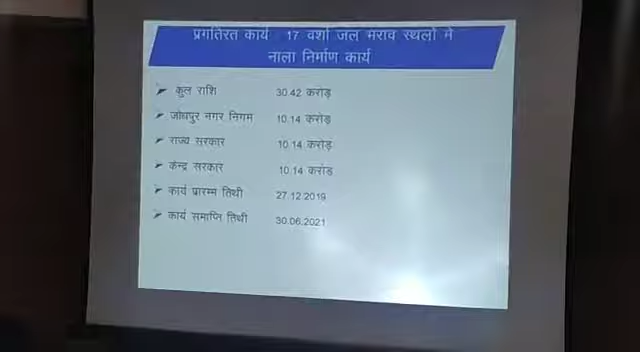 प्रगतिरत कार्य 17 वर्शा जल भराव स्थलो मे
नाला निर्माण कार्य
➢ कुल राशि 30.42 करोड़
➢ जोधपुर नगर निगम 10.14 करोड़
➢ राज्य सरकार 10.14 करोड़
➢ केन्द्र सरकार 10.14 करोड़
➢ कार्य प्रारम्भ तिथी 27.12.2019
➢ कार्य समाप्ति तिथी 30.06.2021